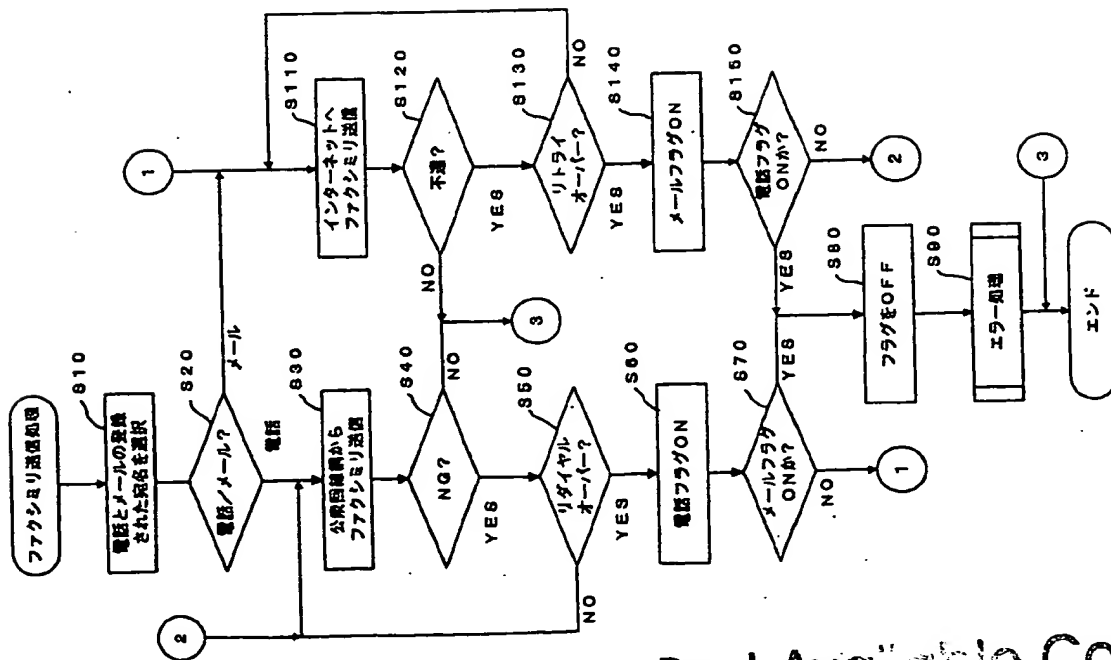 ファクシミリ送信処理
S10
電話とメールの登録
された宛名を選択
S20
電話／メール?
メール
電話
2
S30
公衆回線網から
ファクシミリ送信
S40
NG?
NO
YES
S50
リダイヤル
オーバー?
NO
YES
S60
電話フラグON
S70
メールフラグ
ONか?
YES
NO
1
1
S110
インターネットへ
ファクシミリ送信
S120
不達?
NO
YES
3
S130
リトライ
オーバー?
NO
YES
S140
メールフラグON
S150
電話フラグ
ONか?
YES
NO
2
S80
フラグをOFF
S90
エラー処理
3
エンド
Available Co